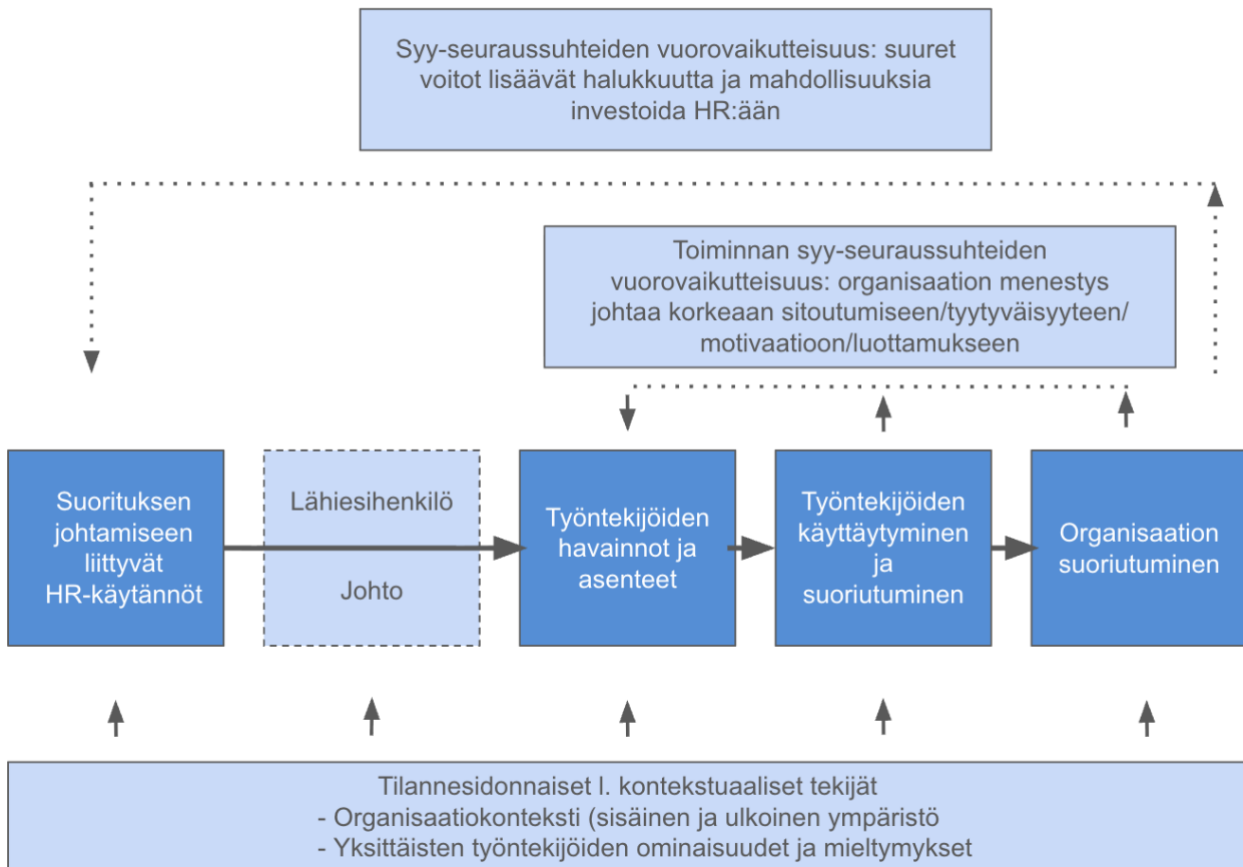 Syy-seuraussuhteiden vuorovaikutteisuus: suuret
voitot lisäävät halukkuutta ja mahdollisuuksia
investoida HR:ään
Toiminnan syy-seuraussuhteiden
vuorovaikutteisuus: organisaation menestys
johtaa korkeaan sitoutumiseen/tyytyväisyyteen/
motivaatioon/luottamukseen
Suorituksen
johtamiseen
liittyvät
HR-käytännöt
Lähiesihenkilö
Johto
Työntekijöiden
havainnot ja
asenteet
Työntekijöiden
käyttäytyminen
ja
suoriutuminen
Organisaation
suoriutuminen
Tilannesidonnaiset l. kontekstuaaliset tekijät
- Organisaatiokonteksti (sisäinen ja ulkoinen ympäristö
- Yksittäisten työntekijöiden ominaisuudet ja mieltymykset